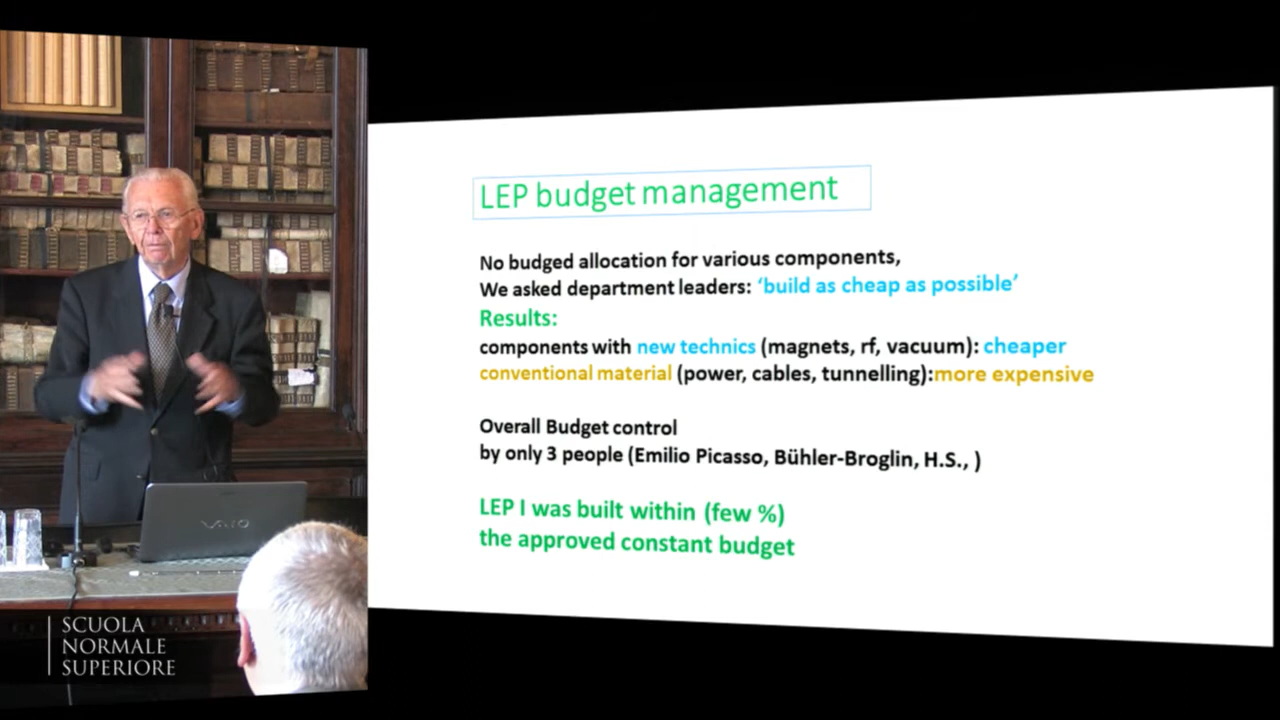 LEP budget management
No budged allocation for various components,
We asked department leaders: ‘build as cheap as possible’
Results:
components with new technics (magnets, rf, vacuum): cheaper
conventional material (power, cables, tunnelling):more expensive
Overall Budget control
by only 3 people (Emilio Picasso, Bühler-Broglin, H.S., )
LEP I was built within (few %)
the approved constant budget
VAIO
SCUOLA
NORMALE
SUPERIORE